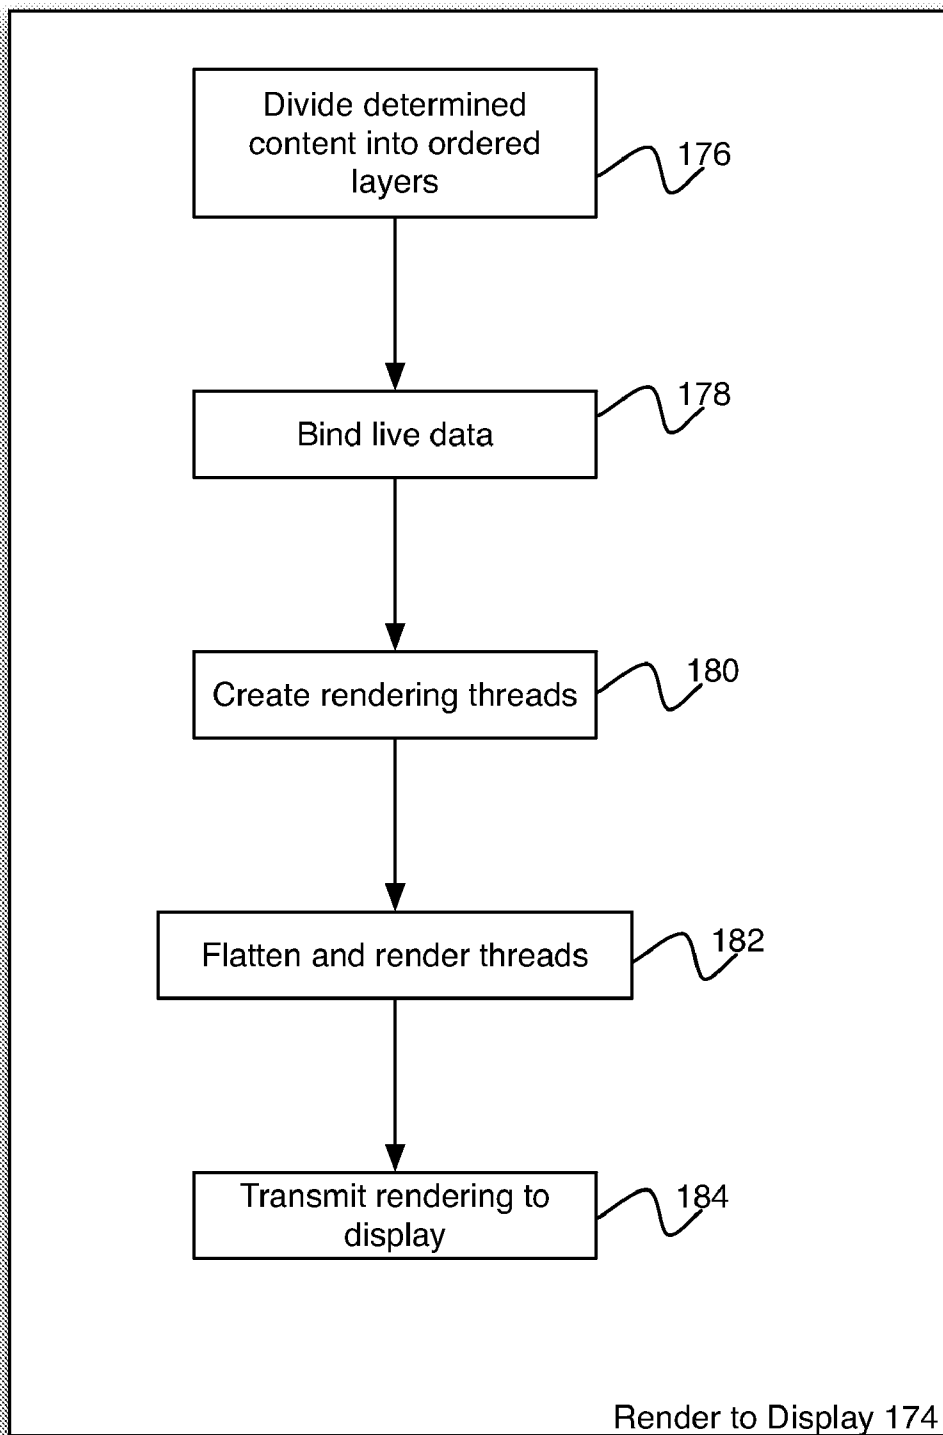 Divide determined
content into ordered
layers
176
Bind live data
178
Create rendering threads
180
Flatten and render threads
182
Transmit rendering to
display
184
Render to Display 174